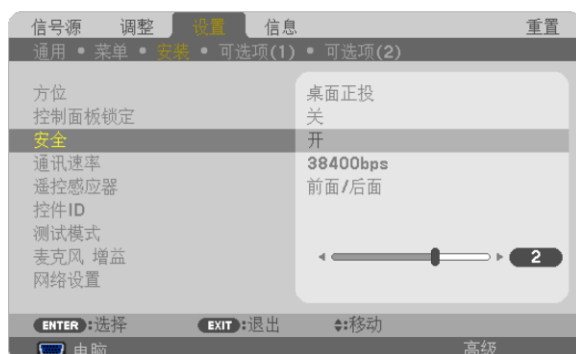 信号源 调整 设置 信息 重置
通用 • 菜单 • 安装 • 可选项(1) • 可选项(2)
方位 桌面正投
控制面板锁定 关
安全 开
通讯速率 38400bps
遥控感应器 前面/后面
控件ID
测试模式
麦克风 增益 2
网络设置
ENTER:选择 EXIT:退出 :移动
电脑 高级